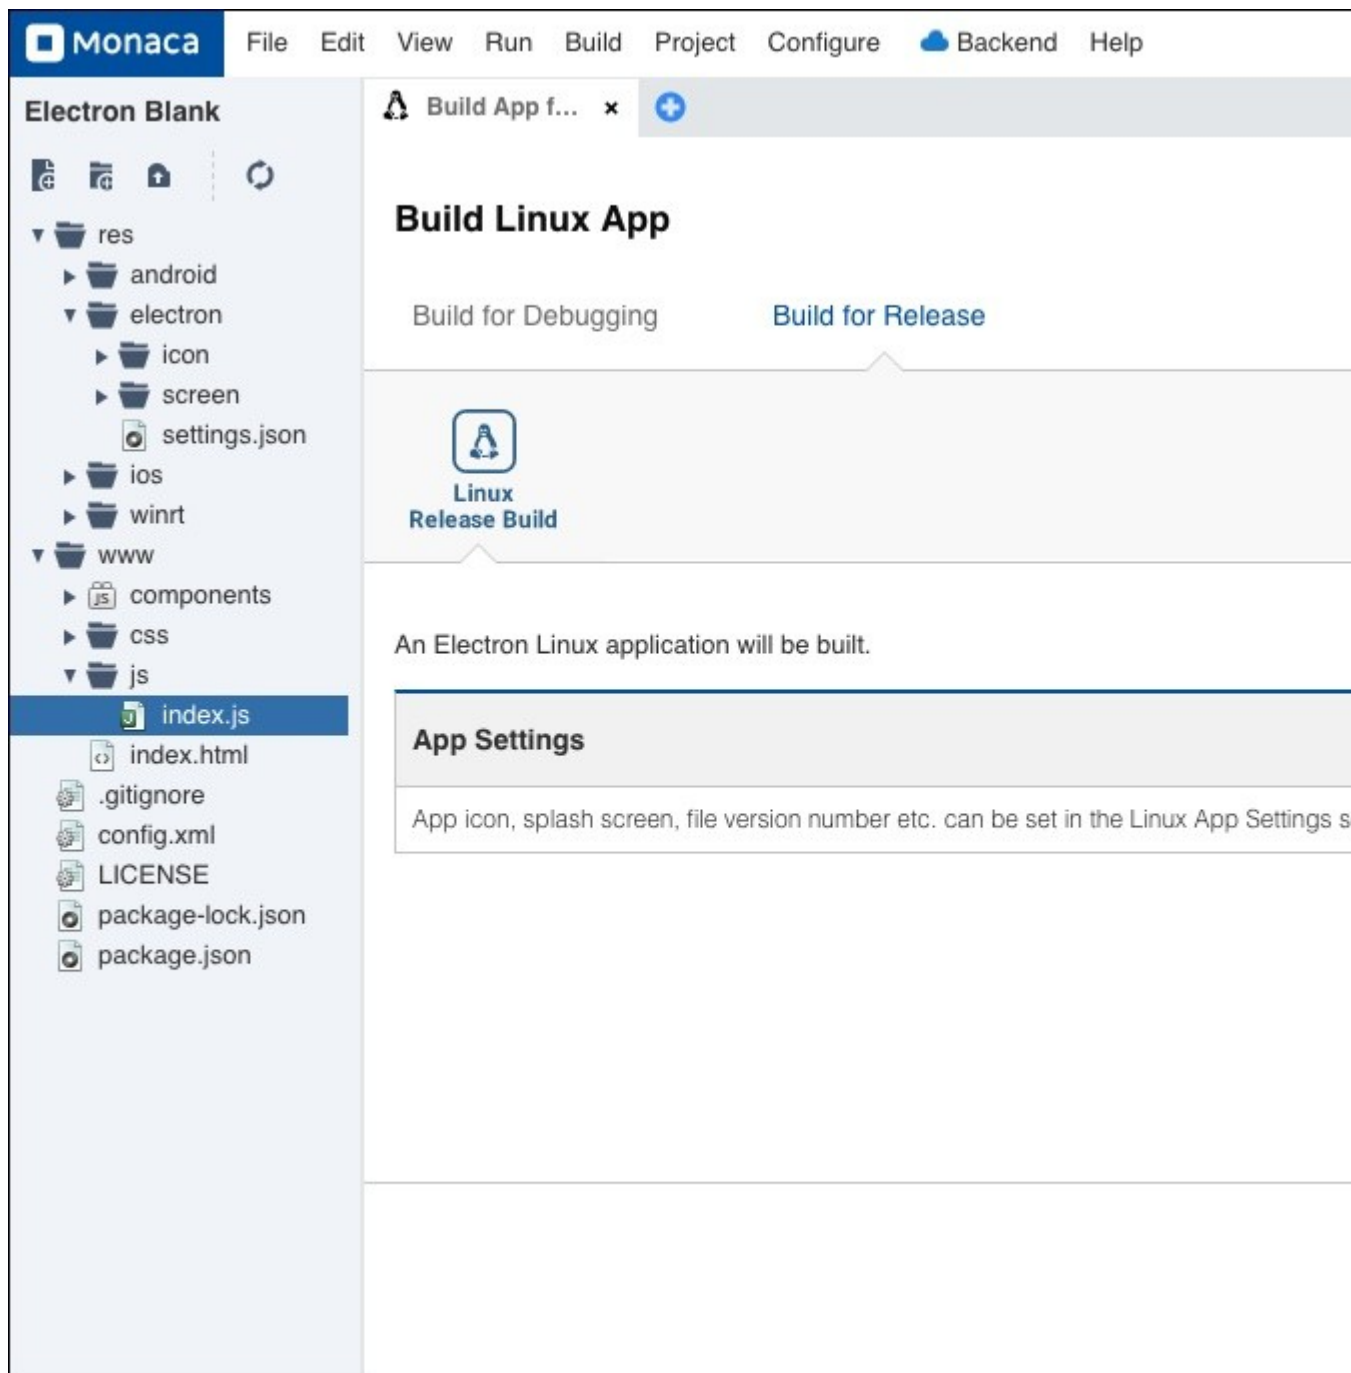 Monaca File Edit View Run Build Project Configure Backend Help
Electron Blank
Build App f... ×
res
android
electron
icon
screen
settings.json
ios
winrt
www
JS components
css
js
index.js
index.html
.gitignore
config.xml
LICENSE
package-lock.json
package.json
Build Linux App
Build for Debugging Build for Release
Linux
Release Build
An Electron Linux application will be built.
App Settings
App icon, splash screen, file version number etc. can be set in the Linux App Settings s